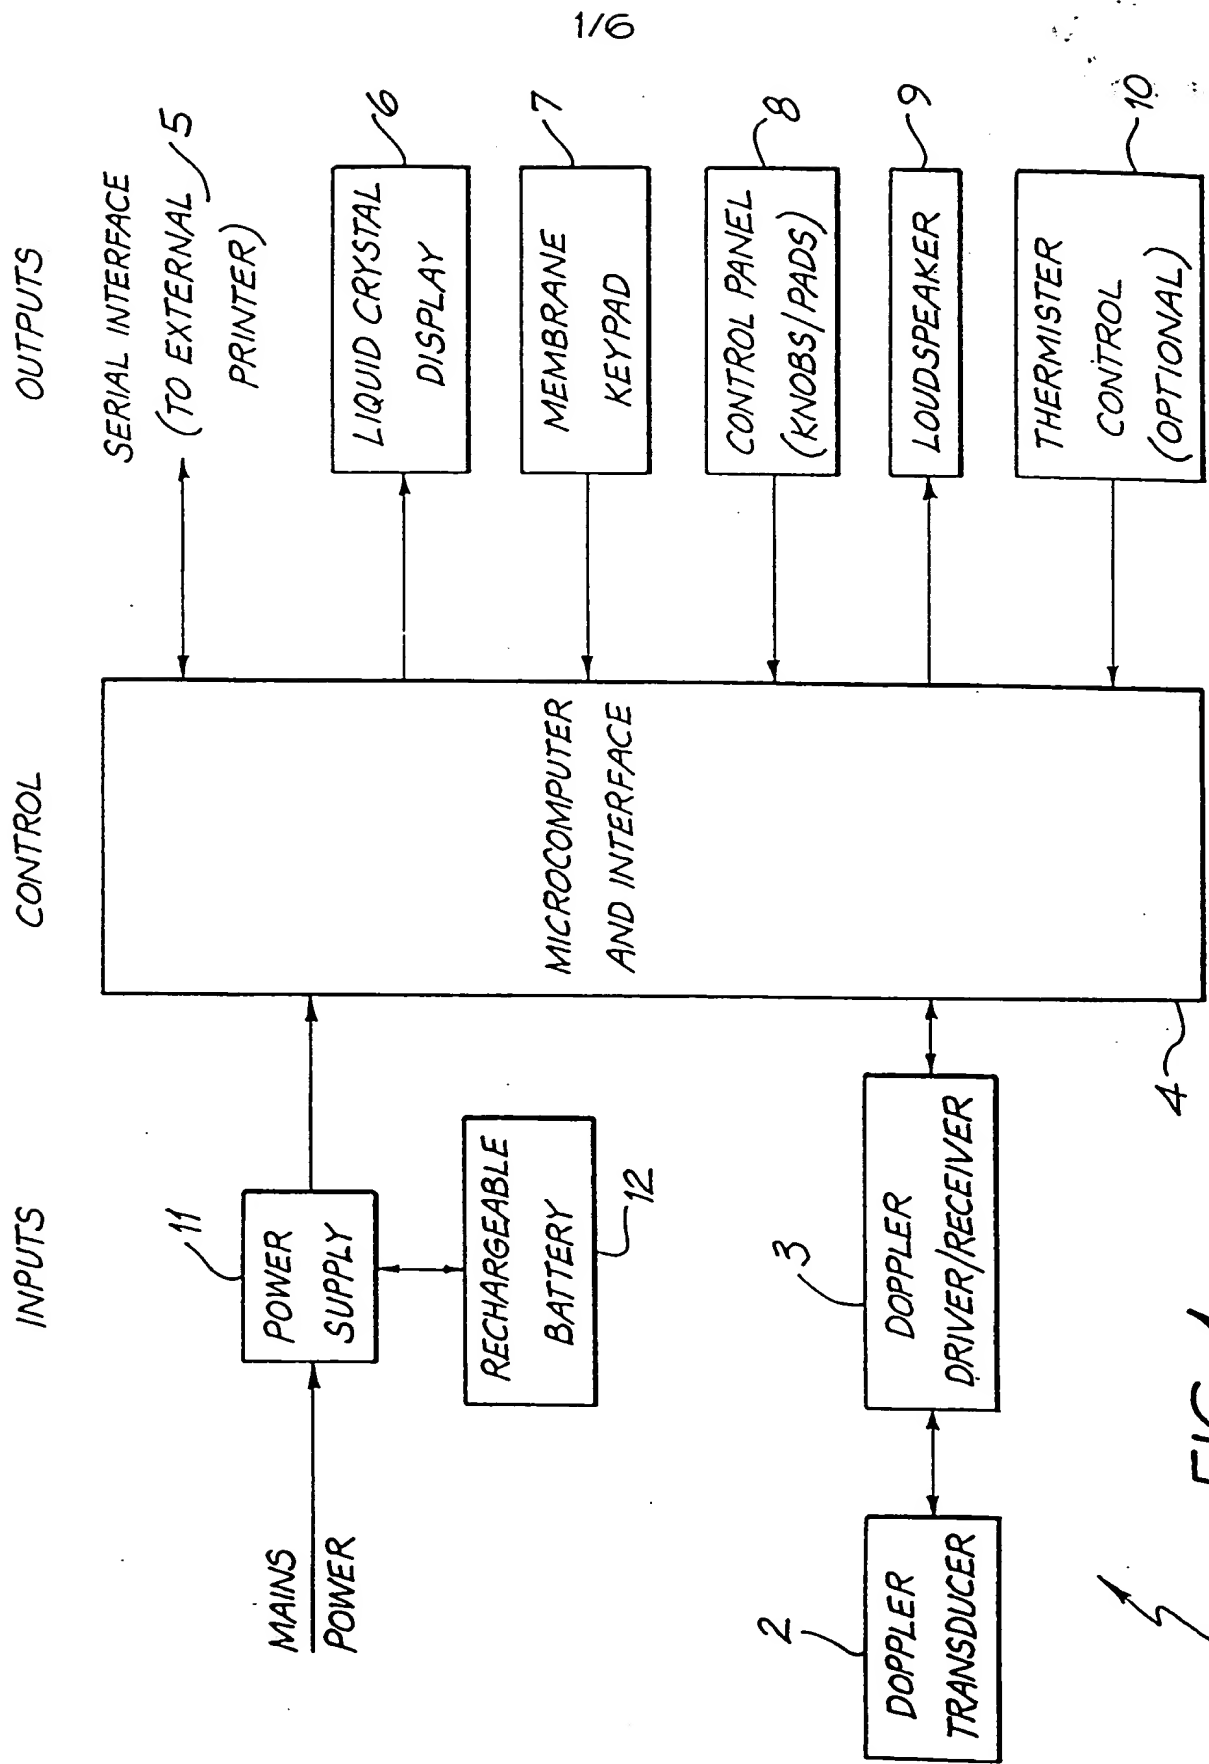 1/6
INPUTS
CONTROL
OUTPUTS
MAINS
POWER
11
POWER
SUPPLY
RECHARGEABLE
BATTERY
12
2
DOPPLER
TRANSDUCER
3
DOPPLER
DRIVER/RECEIVER
MICROCOMPUTER
AND INTERFACE
4
SERIAL INTERFACE
(TO EXTERNAL
PRINTER)
5
LIQUID CRYSTAL
DISPLAY
6
MEMBRANE
KEYPAD
7
CONTROL PANEL
(KNOBS/PADS)
8
LOUDSPEAKER
9
THERMISTER
CONTROL
(OPTIONAL)
10